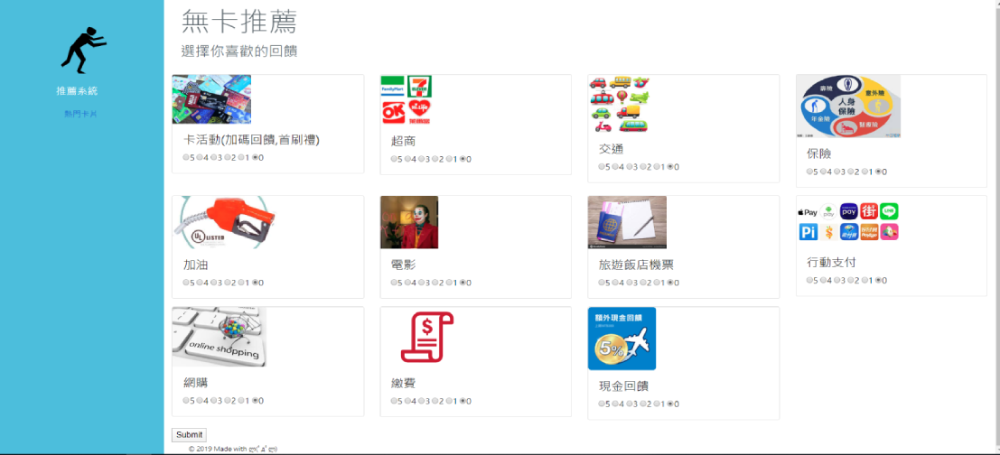 推薦系統
熱門卡片
無卡推薦
選擇你喜歡的回饋
卡活動(加碼回饋,首刷禮)
5 4 3 2 1 0
FamilyMart
7
ELEVEN
OK
Hi-Life
萊爾富
超商
5 4 3 2 1 0
交通
5 4 3 2 1 0
壽險
意外險
人身
保險
年金險
醫療險
保險
5 4 3 2 1 0
UL LISTED
加油
5 4 3 2 1 0
電影
5 4 3 2 1 0
旅遊飯店機票
5 4 3 2 1 0
Pay
pay
pay
街
LINE
Pi
行動支付
5 4 3 2 1 0
online shopping
網購
5 4 3 2 1 0
$
繳費
5 4 3 2 1 0
額外現金回饋
5%
現金回饋
5 4 3 2 1 0
Submit
© 2019 Made with